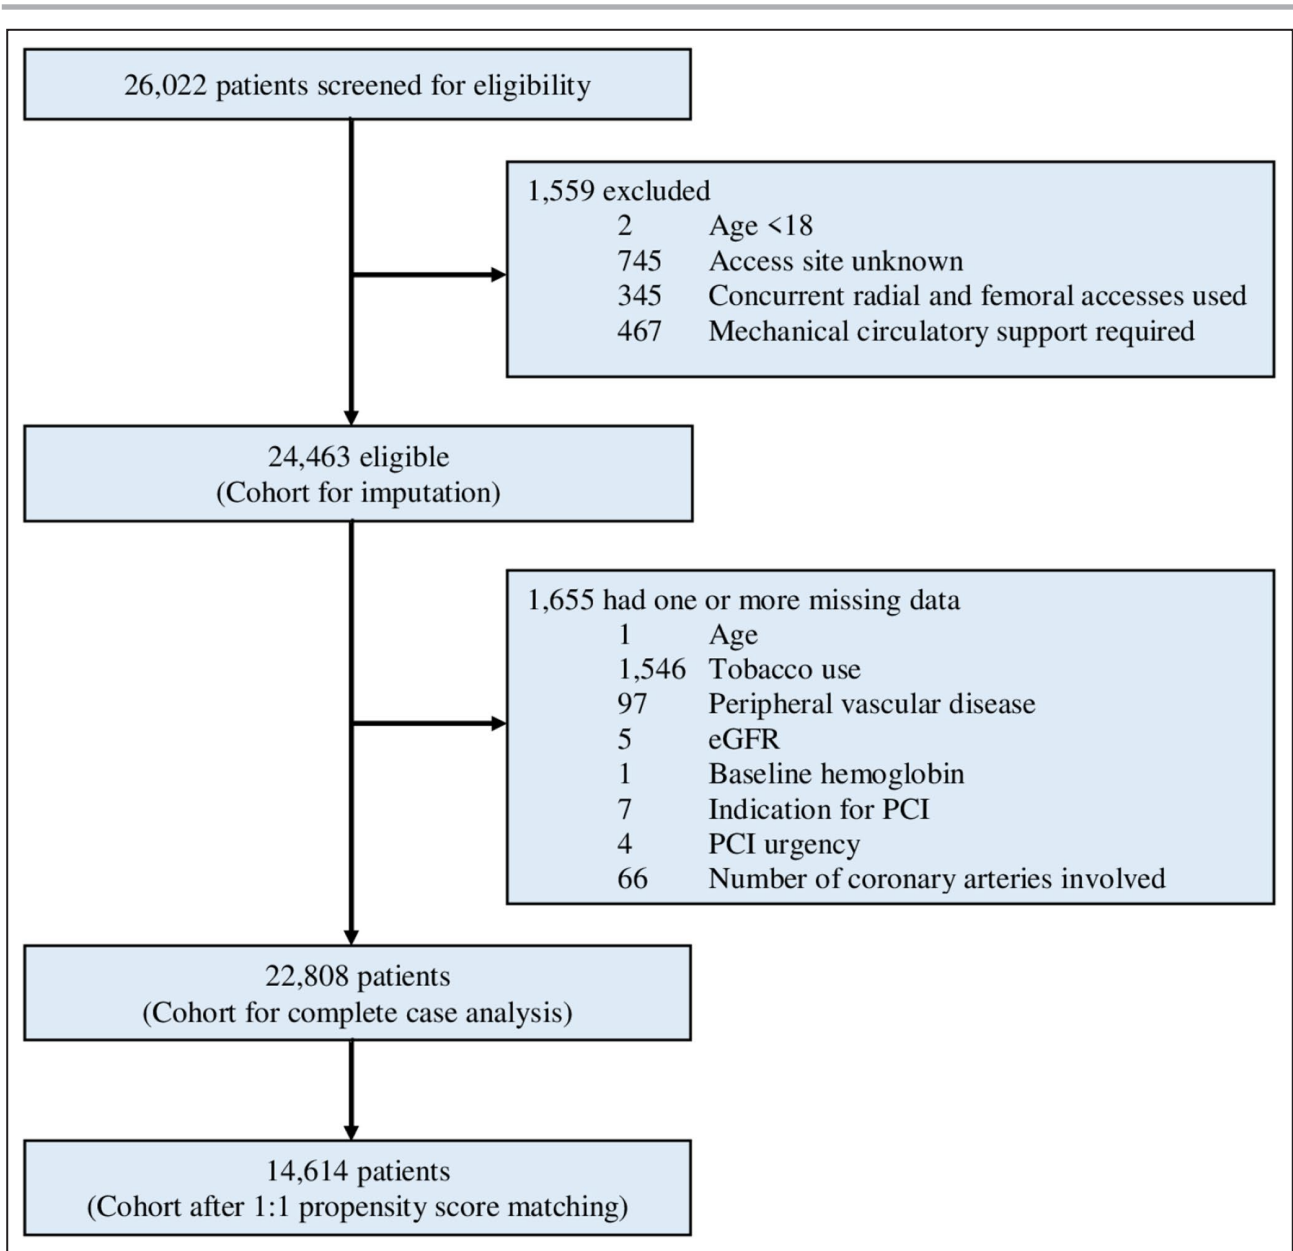 26,022 patients screened for eligibility
1,559 excluded
2 Age <18
745 Access site unknown
345 Concurrent radial and femoral accesses used
467 Mechanical circulatory support required
24,463 eligible
(Cohort for imputation)
1,655 had one or more missing data
1 Age
1,546 Tobacco use
97 Peripheral vascular disease
5 eGFR
1 Baseline hemoglobin
7 Indication for PCI
4 PCI urgency
66 Number of coronary arteries involved
22,808 patients
(Cohort for complete case analysis)
14,614 patients
(Cohort after 1:1 propensity score matching)